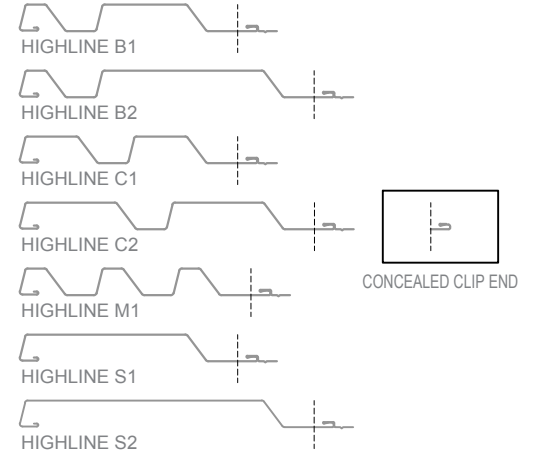 HIGHLINE B1
HIGHLINE B2
HIGHLINE C1
HIGHLINE C2
CONCEALED CLIP END
HIGHLINE M1
HIGHLINE S1
HIGHLINE S2